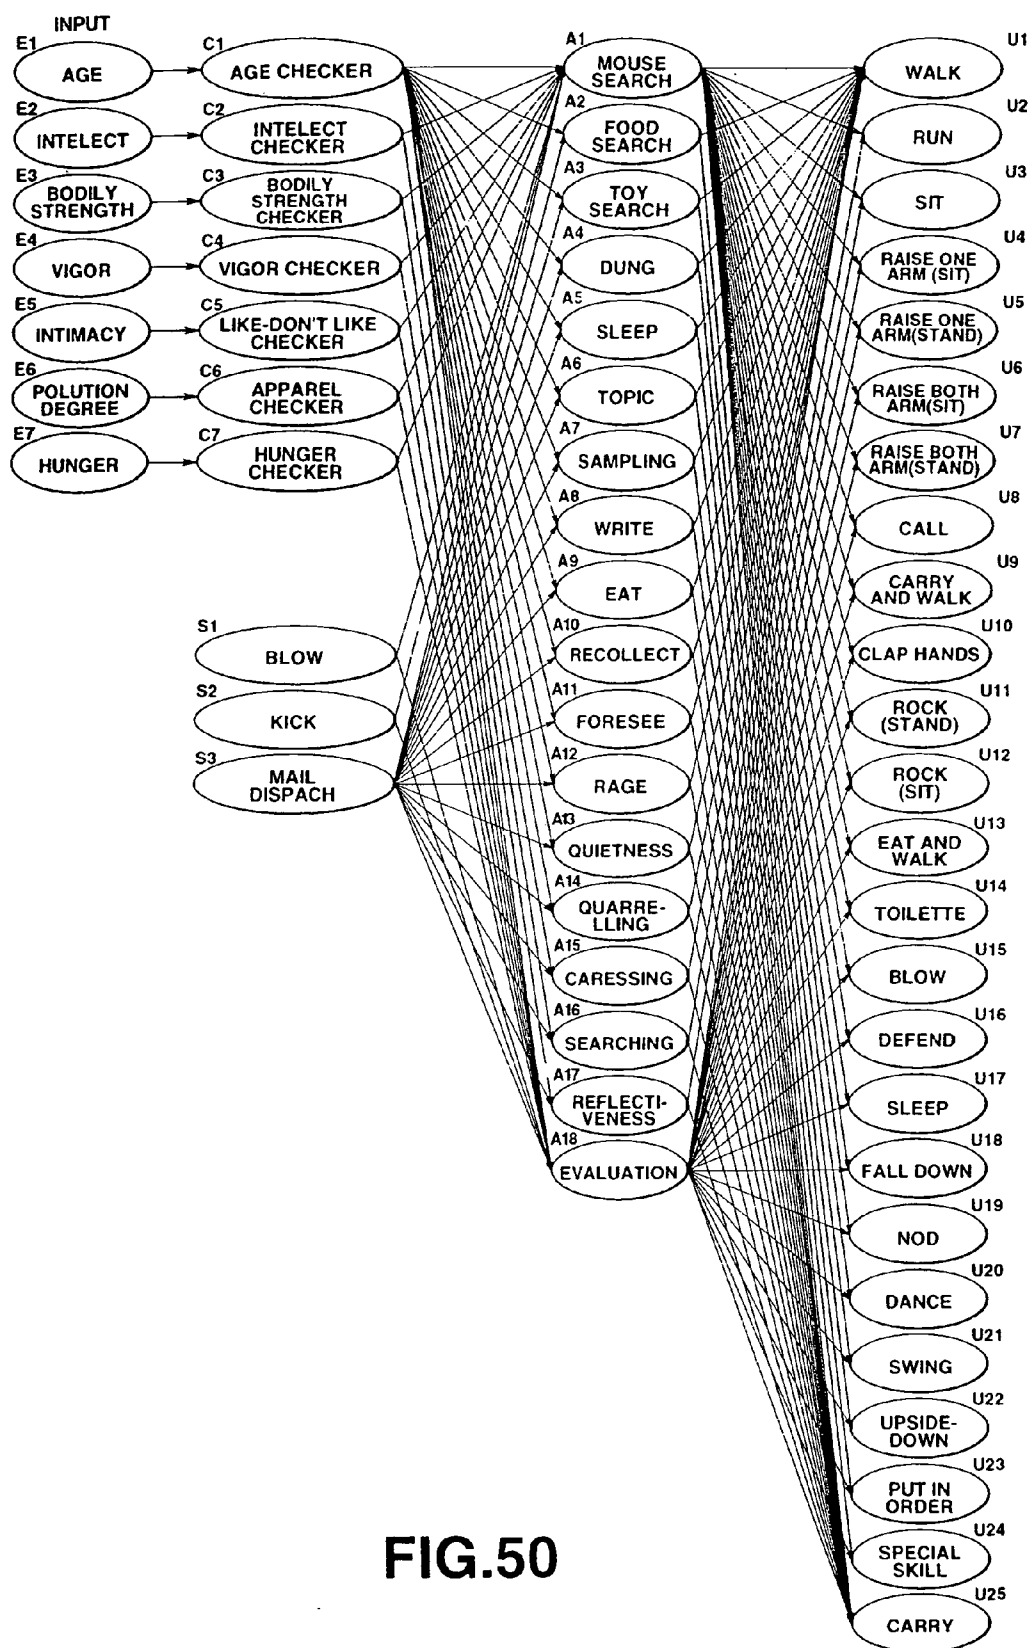 INPUT
E1
AGE
E2
INTELECT
E3
BODILY
STRENGTH
E4
VIGOR
E5
INTIMACY
E6
POLUTION
DEGREE
E7
HUNGER
C1
AGE CHECKER
C2
INTELECT
CHECKER
C3
BODILY
STRENGTH
CHECKER
C4
VIGOR CHECKER
C5
LIKE-DON'T LIKE
CHECKER
C6
APPAREL
CHECKER
C7
HUNGER
CHECKER
S1
BLOW
S2
KICK
S3
MAIL
DISPACH
A1
MOUSE
SEARCH
A2
FOOD
SEARCH
A3
TOY
SEARCH
A4
DUNG
A5
SLEEP
A6
TOPIC
A7
SAMPLING
A8
WRITE
A9
EAT
A10
RECOLLECT
A11
FORESEE
A12
RAGE
A13
QUIETNESS
A14
QUARRE-
LLING
A15
CARESSING
A16
SEARCHING
A17
REFLECTI-
VENESS
A18
EVALUATION
U1
WALK
U2
RUN
U3
SIT
U4
RAISE ONE
ARM (SIT)
U5
RAISE ONE
ARM(STAND)
U6
RAISE BOTH
ARM(SIT)
U7
RAISE BOTH
ARM(STAND)
U8
CALL
U9
CARRY
AND WALK
U10
CLAP HANDS
U11
ROCK
(STAND)
U12
ROCK
(SIT)
U13
EAT AND
WALK
U14
TOILETTE
U15
BLOW
U16
DEFEND
U17
SLEEP
U18
FALL DOWN
U19
NOD
U20
DANCE
U21
SWING
U22
UPSIDE-
DOWN
U23
PUT IN
ORDER
U24
SPECIAL
SKILL
U25
CARRY
FIG.50